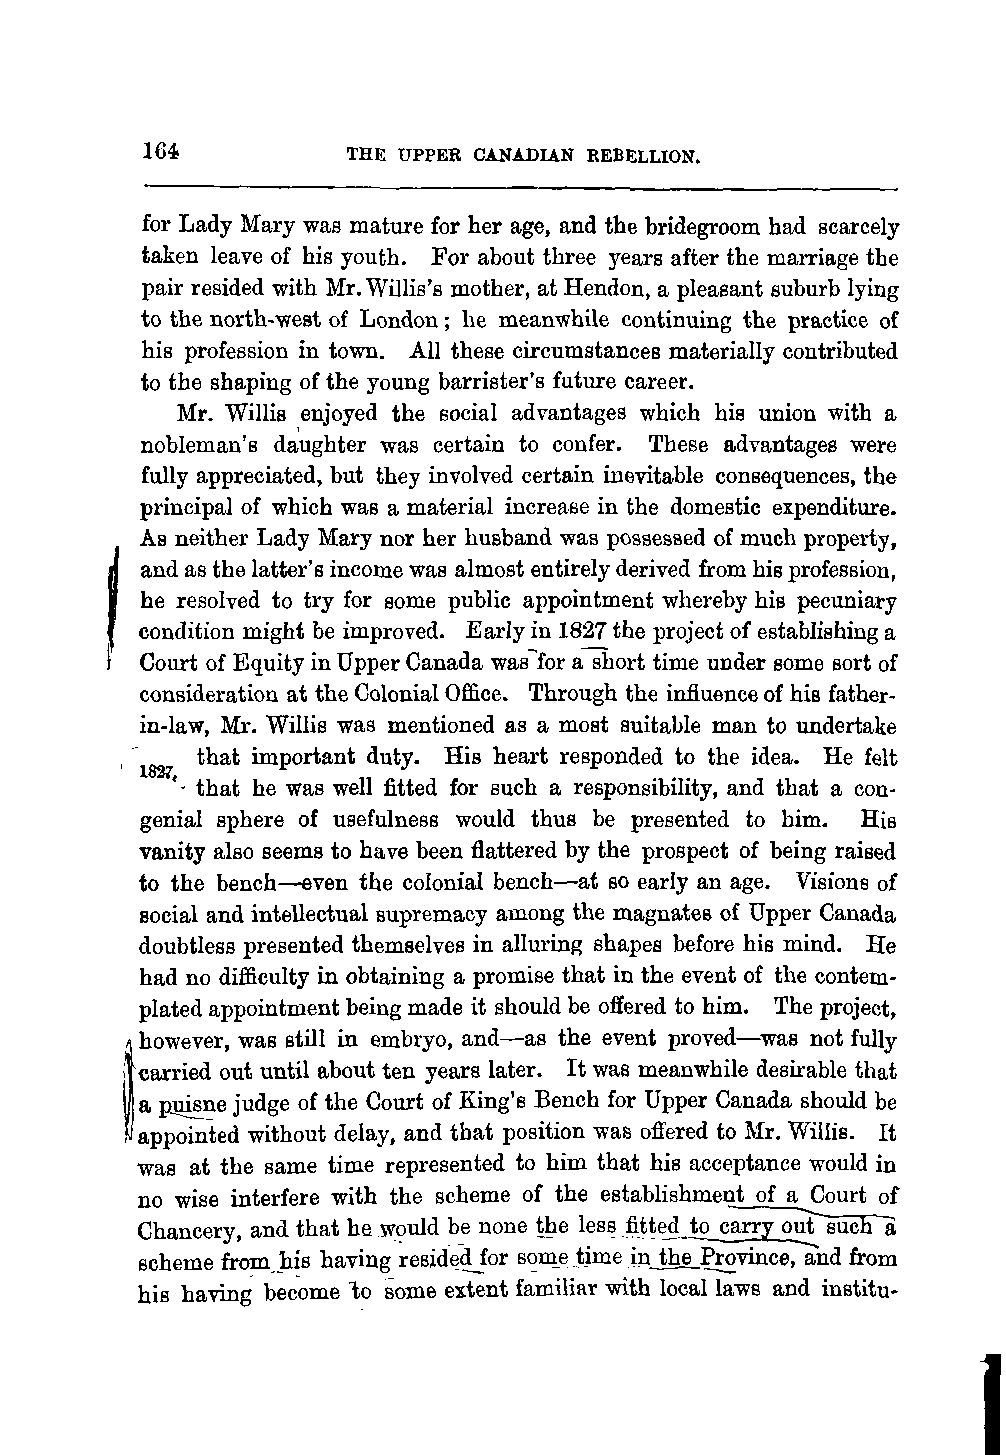 164 THE UPPER CANADIAN REBELLION.
for Lady Mary was mature for her age, and the bridegroom had scarcely
taken leave of his youth. For about three years after the marriage the
pair resided with Mr. Willis's mother, at Hendon, a pleasant suburb lying
to the north-west of London; he meanwhile continuing the practice of
his profession in town. All these circumstances materially contributed
to the shaping of the young barrister's future career.
Mr. Willis enjoyed the social advantages which his union with a
nobleman's daughter was certain to confer. These advantages were
fully appreciated, but they involved certain inevitable consequences, the
principal of which was a material increase in the domestic expenditure.
As neither Lady Mary nor her husband was possessed of much property,
and as the latter's income was almost entirely derived from his profession,
he resolved to try for some public appointment whereby his pecuniary
condition might be improved. Early in 1827 the project of establishing a
Court of Equity in Upper Canada was for a short time under some sort of
consideration at the Colonial Office. Through the influence of his father-
in-law, Mr. Willis was mentioned as a most suitable man to undertake
that important duty. His heart responded to the idea. He felt
1827.
that he was well fitted for such a responsibility, and that a con-
genial sphere of usefulness would thus be presented to him. His
vanity also seems to have been flattered by the prospect of being raised
to the bench—even the colonial bench—at so early an age. Visions of
social and intellectual supremacy among the magnates of Upper Canada
doubtless presented themselves in alluring shapes before his mind. He
had no difficulty in obtaining a promise that in the event of the contem-
plated appointment being made it should be offered to him. The project,
however, was still in embryo, and—as the event proved—was not fully
carried out until about ten years later. It was meanwhile desirable that
a puisne judge of the Court of King's Bench for Upper Canada should be
appointed without delay, and that position was offered to Mr. Willis. It
was at the same time represented to him that his acceptance would in
no wise interfere with the scheme of the establishment of a Court of
Chancery, and that he would be none the less fitted to carry out such a
scheme from his having resided for some time in the Province, and from
his having become to some extent familiar with local laws and institu-